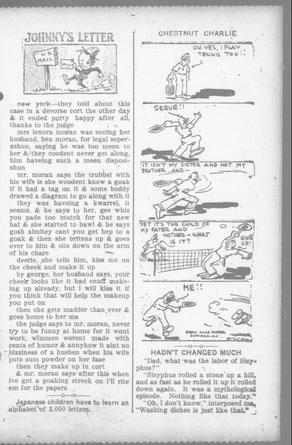 JOHNNY'S LETTER
U.S. MAIL
new york—they told about this
case in a devorse cort the other day
& it ended purty happy after all,
thanks to the judge
mrs lenora moran was sooing her
husband, ben moran, for legal seper-
ashun, saying he was too meen to
her & they coodent never get along,
him haveing such a meen dispozi-
shun
mr. moran says the trubbel with
his wife is she woodent know a goak
if it had a tag on it & some boddy
drawed a diagram to go along with it
they was haveing a kwarrel, it
seems, & he says to her, gee whiz
you pade too mutch for that new
hat & she started to bawl & he says
gosh almitey cant you get hep to a
goak & then she britens up & goes
over to him & sits down on the arm
of his chare
deerie, she tells him, kiss me on
the cheek and make it up
by george, her husband says, your
cheek looks like it had enuff make-
ing up already, but I will kiss it if
you think that will help the makeup
you put on
then she gets madder than ever &
goes home to her ma
the judge says to mr. moran, never
try to be funny at home for it wont
work, wimmen werent made with
cents of humor & anyhow it aint no
bizzness of a husben when his wife
puts sum powder on her fase
then they make up in cort
& mr. moran says after this when
ive got a goaking streek on I'll rite
em for the papers
Japanese children have to learn an
alphabet of 2,000 letters.
CHESTNUT CHARLIE
OH YES, I PLAY
TENNIS TOO..
SERVE!!
IT ISN'T MY SISTER AND NOT MY
BROTHER AND
YET IT'S THE CHILD OF
MY FATHER AND
MOTHER—WHAT
IS IT?
UP!
ME!!
HADN'T CHANGED MUCH
"Dad, what was the labor of Sisy-
phus?"
"Sisyphus rolled a stone up a hill,
and as fast as he rolled it up it rolled
down again. It was a mythological
episode. Nothing like that today."
"Oh, I don't know," interposed ma,
"Washing dishes is just like that."